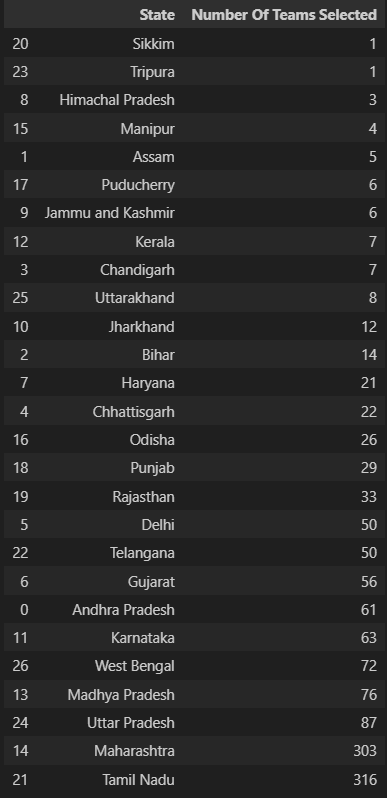 State Number Of Teams Selected
20 Sikkim 1
23 Tripura 1
8 Himachal Pradesh 3
15 Manipur 4
1 Assam 5
17 Puducherry 6
9 Jammu and Kashmir 6
12 Kerala 7
3 Chandigarh 7
25 Uttarakhand 8
10 Jharkhand 12
2 Bihar 14
7 Haryana 21
4 Chhattisgarh 22
16 Odisha 26
18 Punjab 29
19 Rajasthan 33
5 Delhi 50
22 Telangana 50
6 Gujarat 56
0 Andhra Pradesh 61
11 Karnataka 63
26 West Bengal 72
13 Madhya Pradesh 76
24 Uttar Pradesh 87
14 Maharashtra 303
21 Tamil Nadu 316